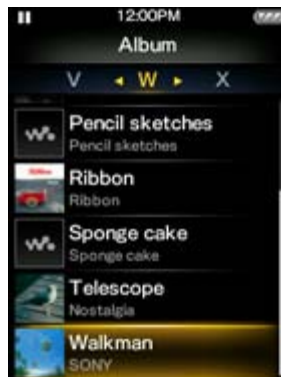 12:00PM
Album
V W X
Pencil sketches
Pencil sketches
Ribbon
Ribbon
Sponge cake
Sponge cake
Telescope
Nostalgia
Walkman
SONY